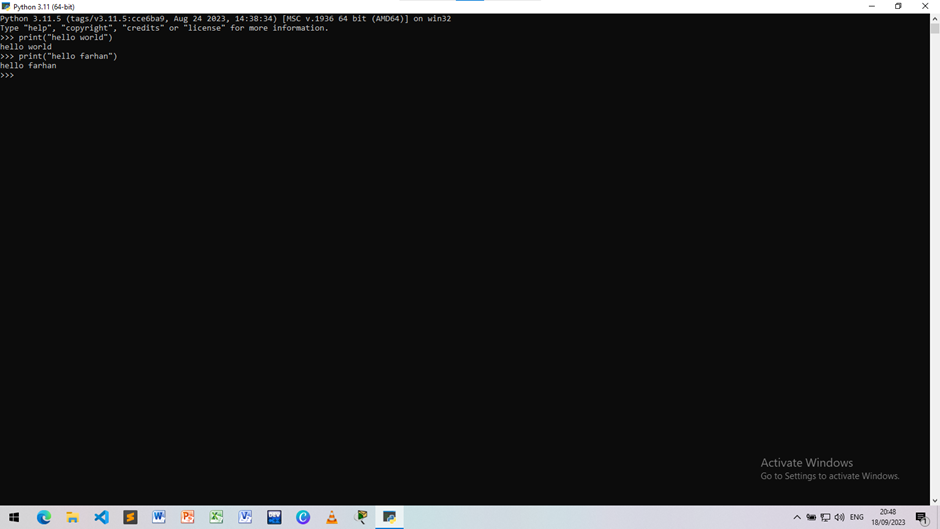 Python 3.11 (64-bit)
Python 3.11.5 (tags/v3.11.5:cce6ba9, Aug 24 2023, 14:38:34) [MSC v.1936 64 bit (AMD64)] on win32
Type "help", "copyright", "credits" or "license" for more information.
>>> print("hello world")
hello world
>>> print("hello farhan")
hello farhan
>>>
Activate Windows
Go to Settings to activate Windows.
ENG
20:48
18/09/2023